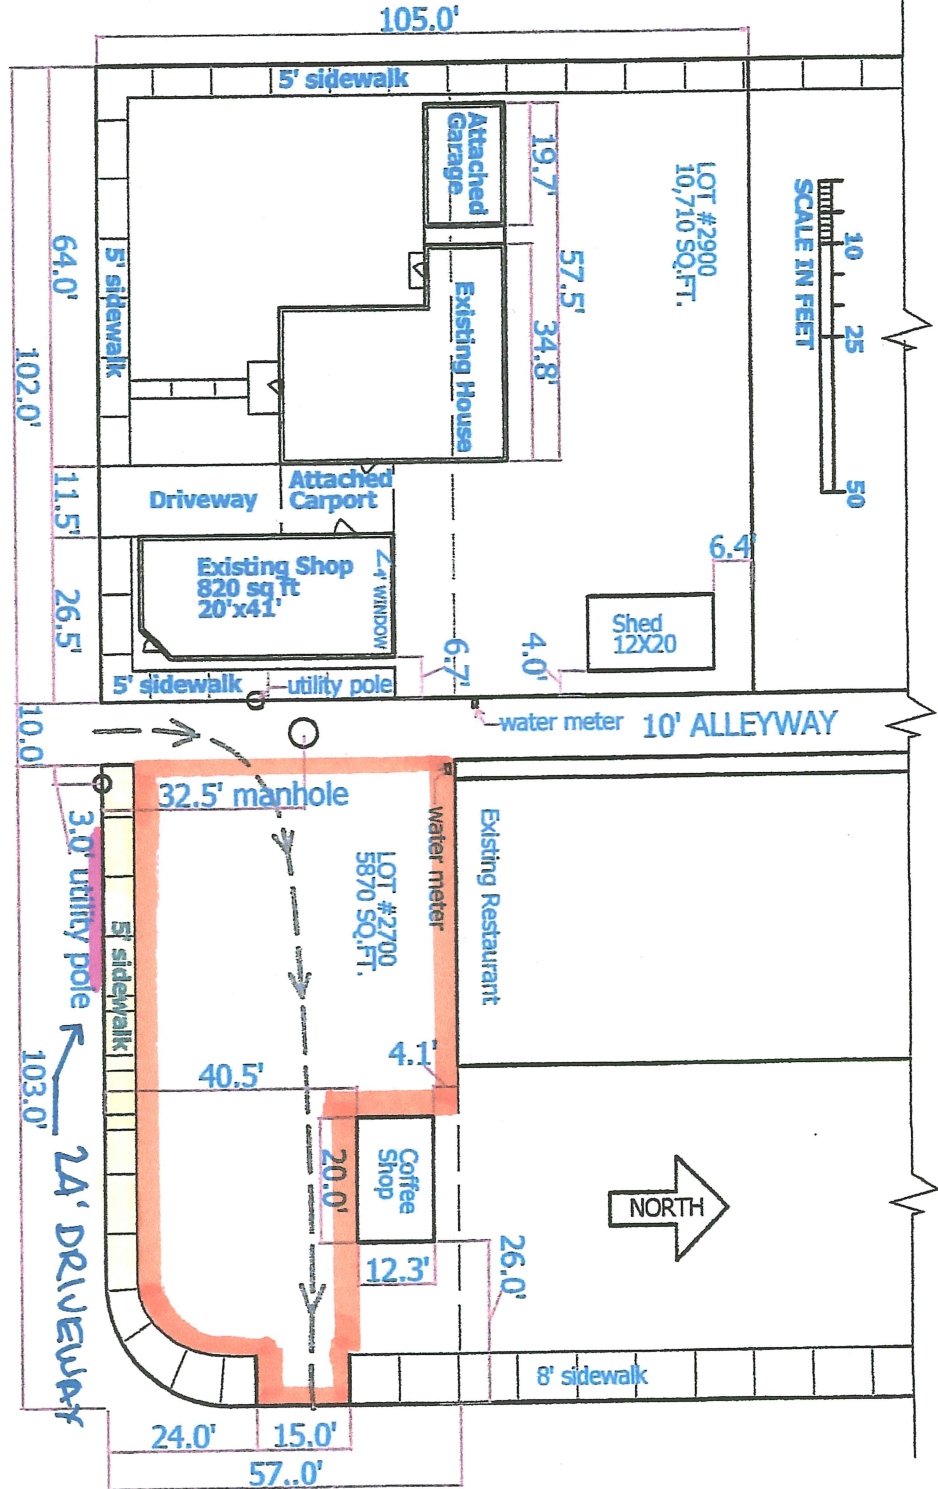 105.0'
5' sidewalk
Attached
Garage
19.7'
57.5'
34.8'
LOT #2900
10,710 SQ.FT.
SCALE IN FEET
10
25
50
64.0'
5' sidewalk
102.0'
Existing House
11.5'
Driveway
Attached
Carport
26.5'
Existing Shop
820 sq ft
20'x41'
2-4' WINDOW
6.4'
Shed
12X20
4.0'
6.7'
5' sidewalk
utility pole
water meter
10' ALLEYWAY
10.0'
32.5' manhole
3.0' utility pole
5' sidewalk
LOT #2700
5870 SQ.FT.
water meter
Existing Restaurant
4.1'
40.5'
103.0'
24' DRIVEWAY
20.0'
Coffee
Shop
NORTH
12.3'
26.0'
8' sidewalk
24.0'
15.0'
57..0'